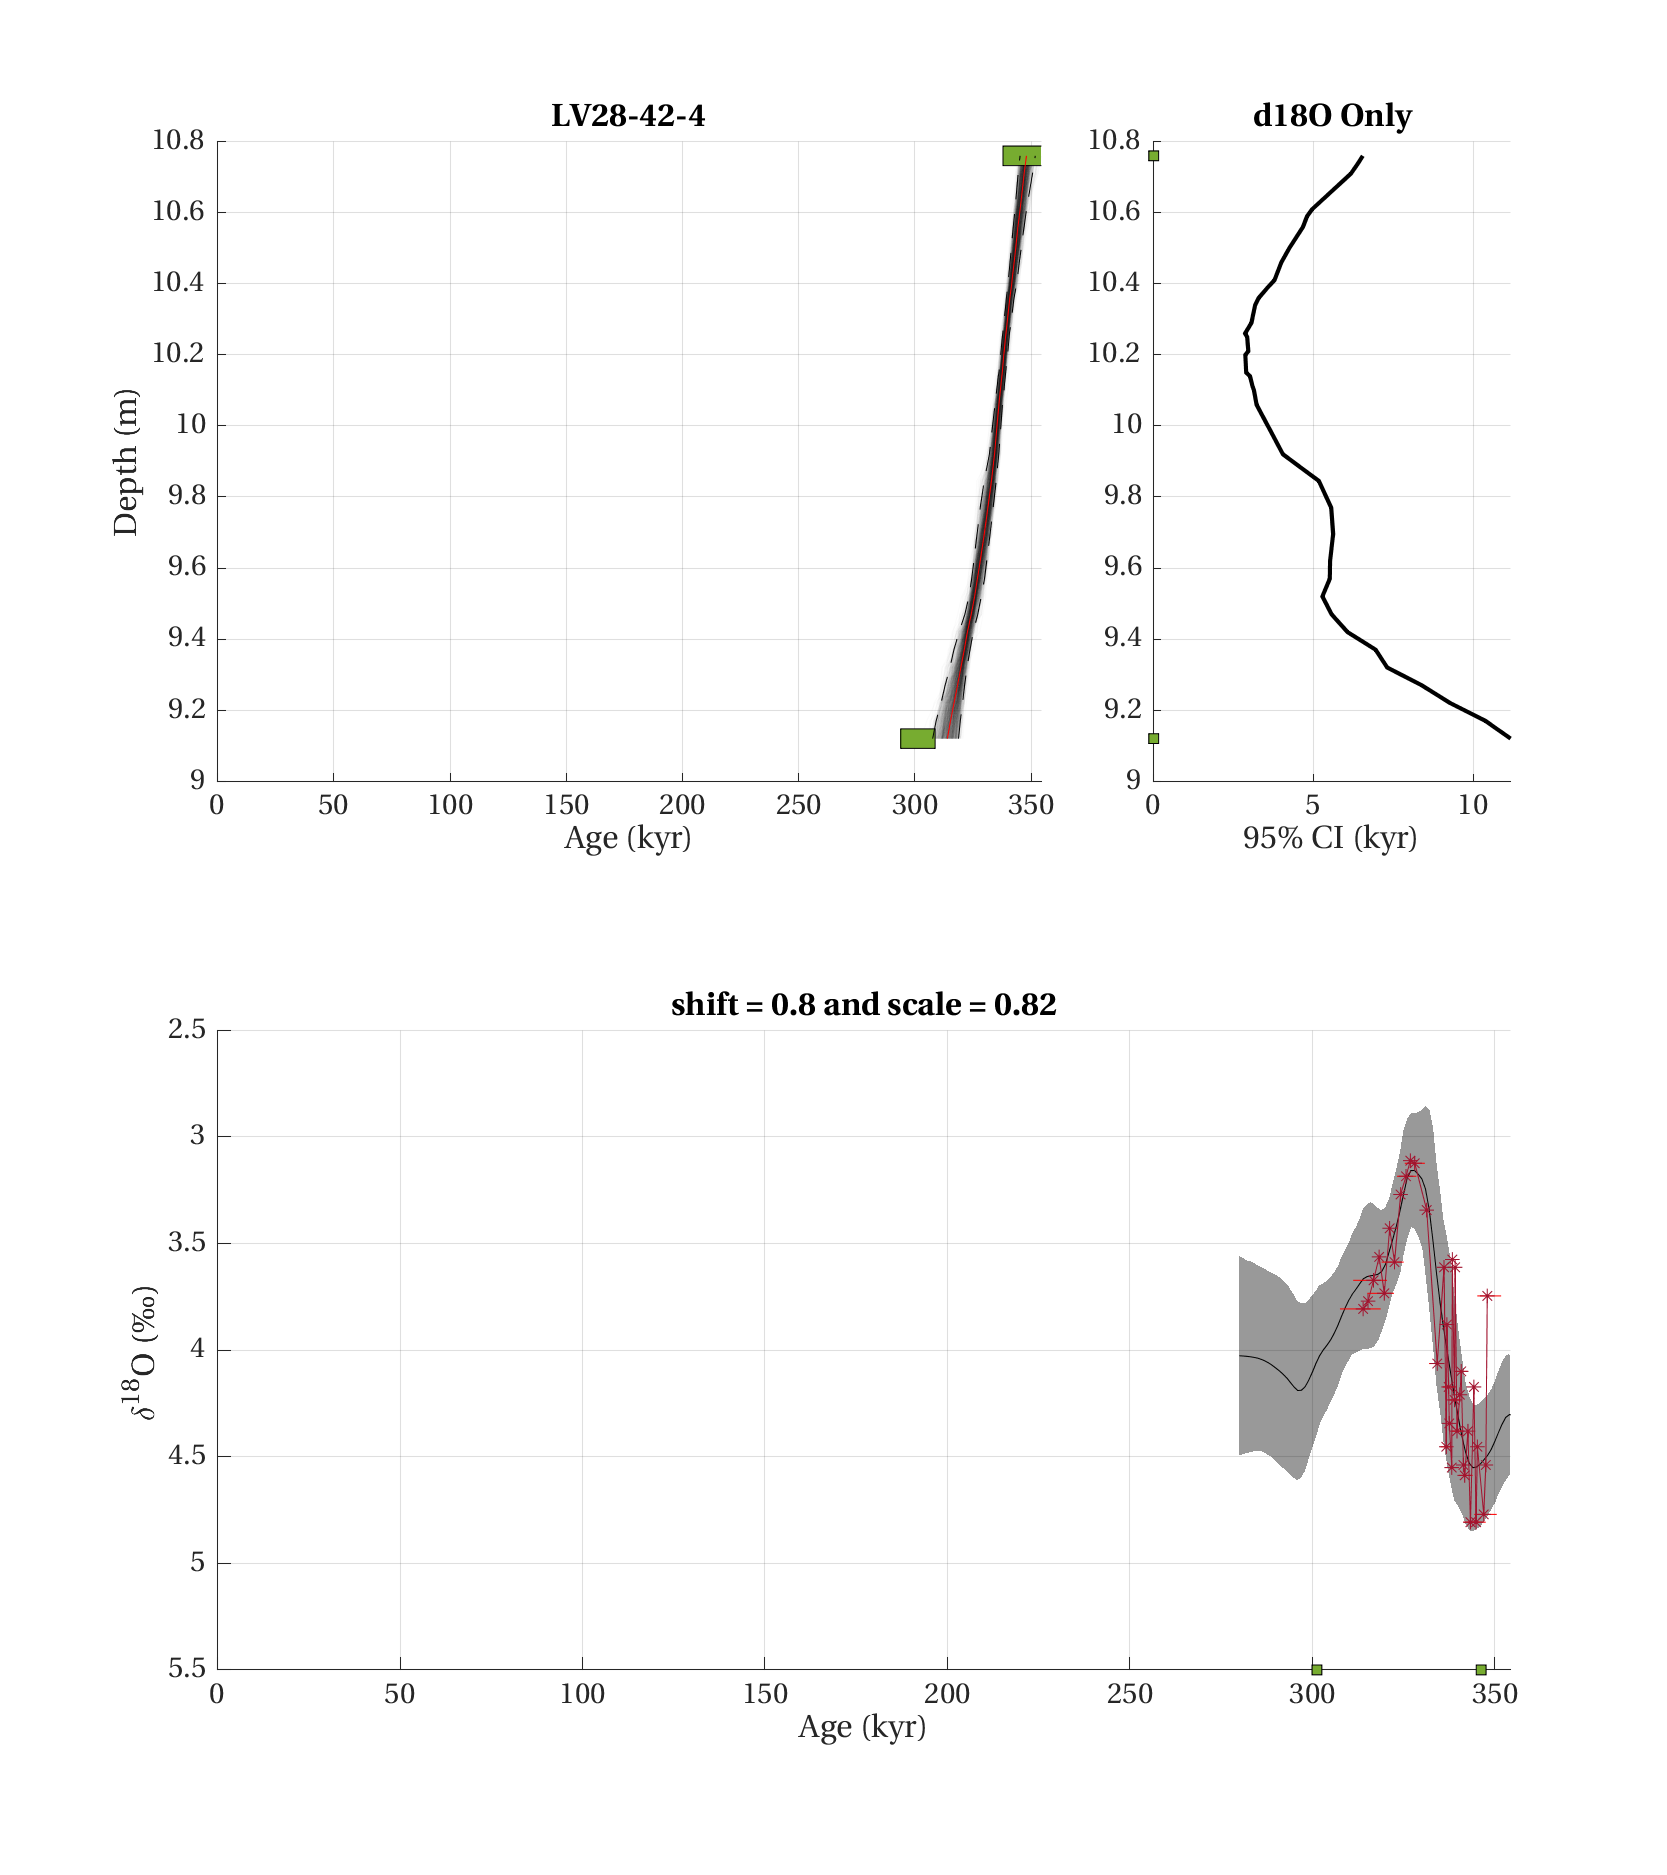 LV28-42-4
10.8
10.6
10.4
10.2
10
9.8
9.6
9.4
9.2
9
Depth (m)
0 50 100 150 200 250 300 350
Age (kyr)
d18O Only
10.8
10.6
10.4
10.2
10
9.8
9.6
9.4
9.2
9
0 5 10
95% CI (kyr)
shift = 0.8 and scale = 0.82
2.5
3
3.5
4
4.5
5
5.5
δ18O (‰)
0 50 100 150 200 250 300 350
Age (kyr)